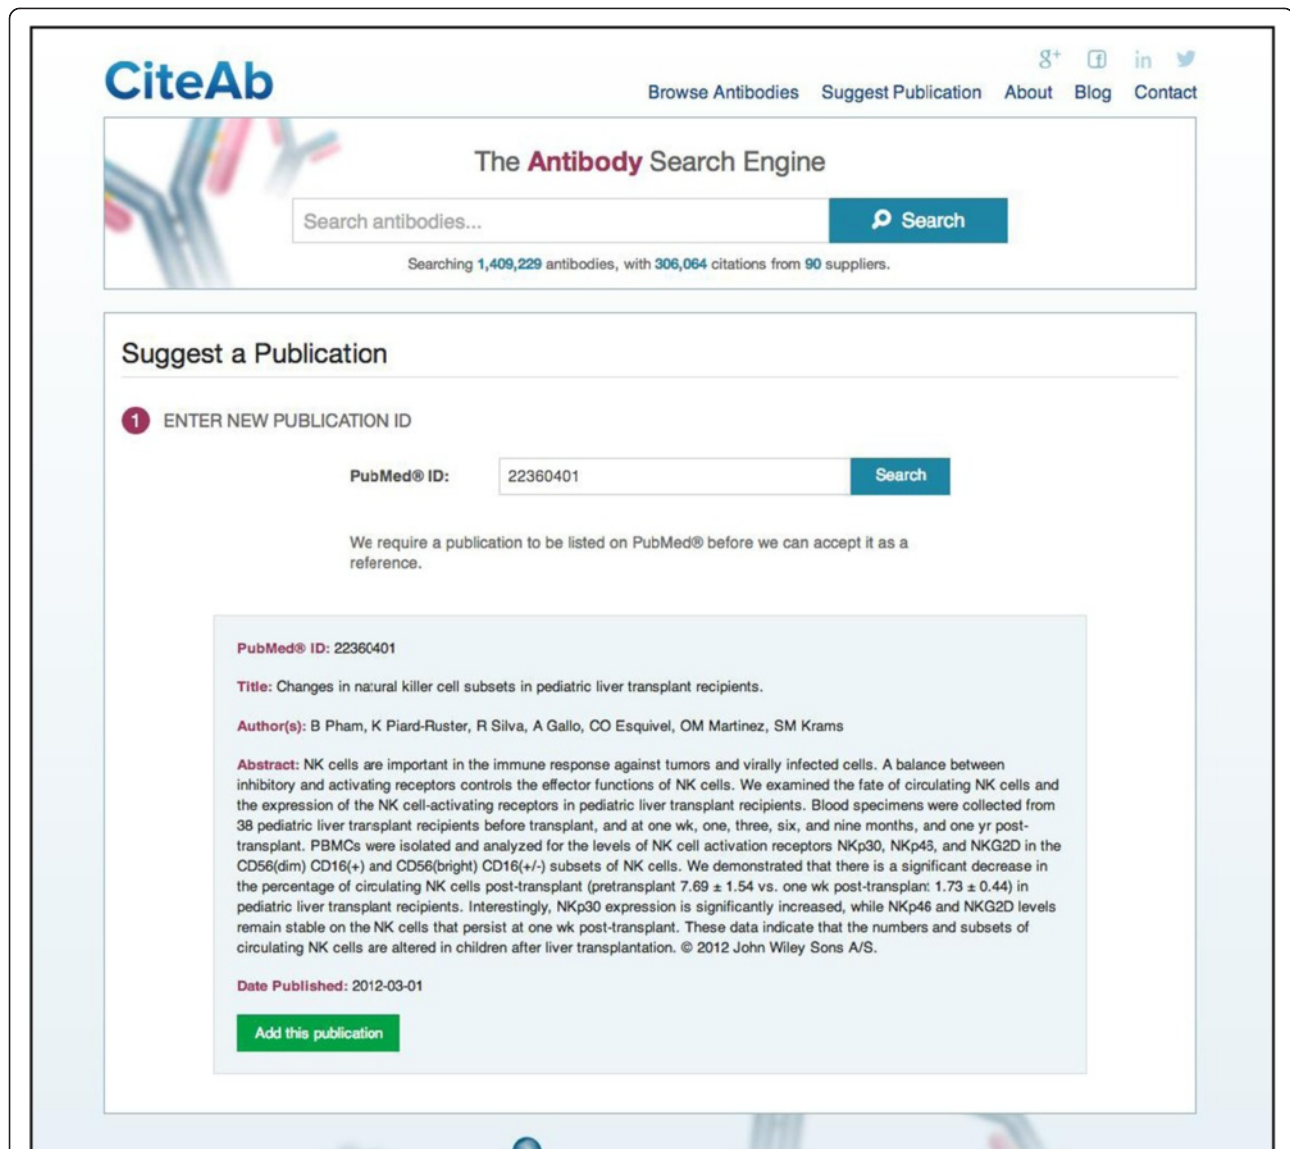 CiteAb
g+ f in
Browse Antibodies Suggest Publication About Blog Contact
The Antibody Search Engine
Search antibodies... Search
Searching 1,409,229 antibodies, with 306,064 citations from 90 suppliers.
Suggest a Publication
1 ENTER NEW PUBLICATION ID
PubMed® ID: 22360401 Search
We require a publication to be listed on PubMed® before we can accept it as a
reference.
PubMed® ID: 22360401
Title: Changes in natural killer cell subsets in pediatric liver transplant recipients.
Author(s): B Pham, K Piard-Ruster, R Silva, A Gallo, CO Esquivel, OM Martinez, SM Krams
Abstract: NK cells are important in the immune response against tumors and virally infected cells. A balance between
inhibitory and activating receptors controls the effector functions of NK cells. We examined the fate of circulating NK cells and
the expression of the NK cell-activating receptors in pediatric liver transplant recipients. Blood specimens were collected from
38 pediatric liver transplant recipients before transplant, and at one wk, one, three, six, and nine months, and one yr post-
transplant. PBMCs were isolated and analyzed for the levels of NK cell activation receptors NKp30, NKp46, and NKG2D in the
CD56(dim) CD16(+) and CD56(bright) CD16(+/-) subsets of NK cells. We demonstrated that there is a significant decrease in
the percentage of circulating NK cells post-transplant (pretransplant 7.69 ± 1.54 vs. one wk post-transplant 1.73 ± 0.44) in
pediatric liver transplant recipients. Interestingly, NKp30 expression is significantly increased, while NKp46 and NKG2D levels
remain stable on the NK cells that persist at one wk post-transplant. These data indicate that the numbers and subsets of
circulating NK cells are altered in children after liver transplantation. © 2012 John Wiley Sons A/S.
Date Published: 2012-03-01
Add this publication